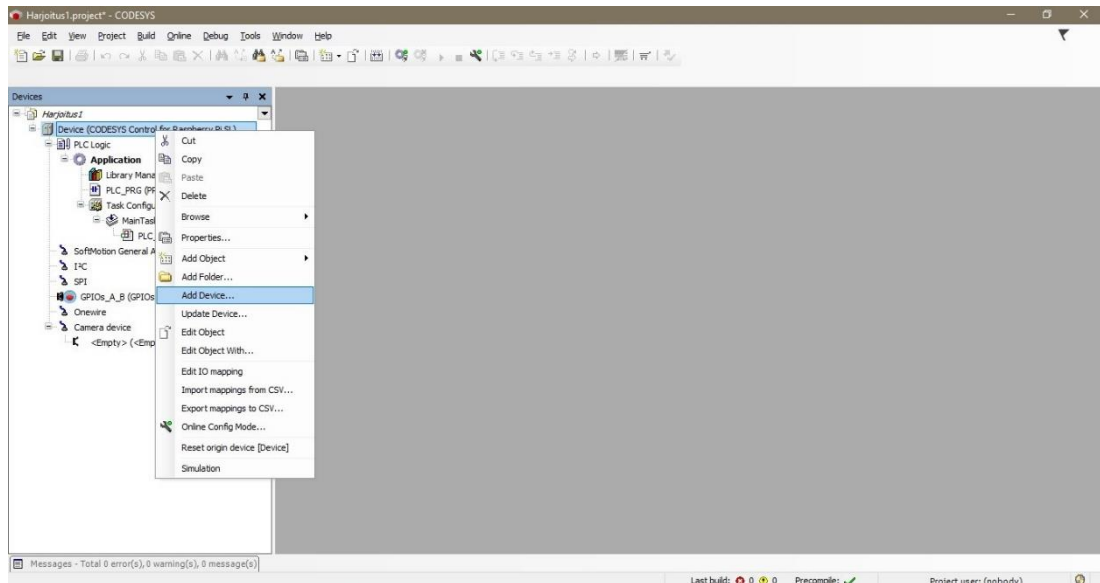 Harjoitus1.project* - CODESYS
File Edit View Project Build Online Debug Tools Window Help
Devices
Harjoitus1
Device (CODESYS Control for Raspberry Pi SL)
PLC Logic
Application
Library Mana
PLC_PRG (PR
Task Configu
MainTas
PLC_
SoftMotion General A
I²C
SPI
GPIOs_A_B (GPIOs
Onewire
Camera device
<Empty> (<Emp
Cut
Copy
Paste
Delete
Browse
Properties...
Add Object
Add Folder...
Add Device...
Update Device...
Edit Object
Edit Object With...
Edit IO mapping
Import mappings from CSV...
Export mappings to CSV...
Online Config Mode...
Reset origin device [Device]
Simulation
Messages - Total 0 error(s), 0 warning(s), 0 message(s)
Last build: 0 0 Precompile: Project user: (nobody)